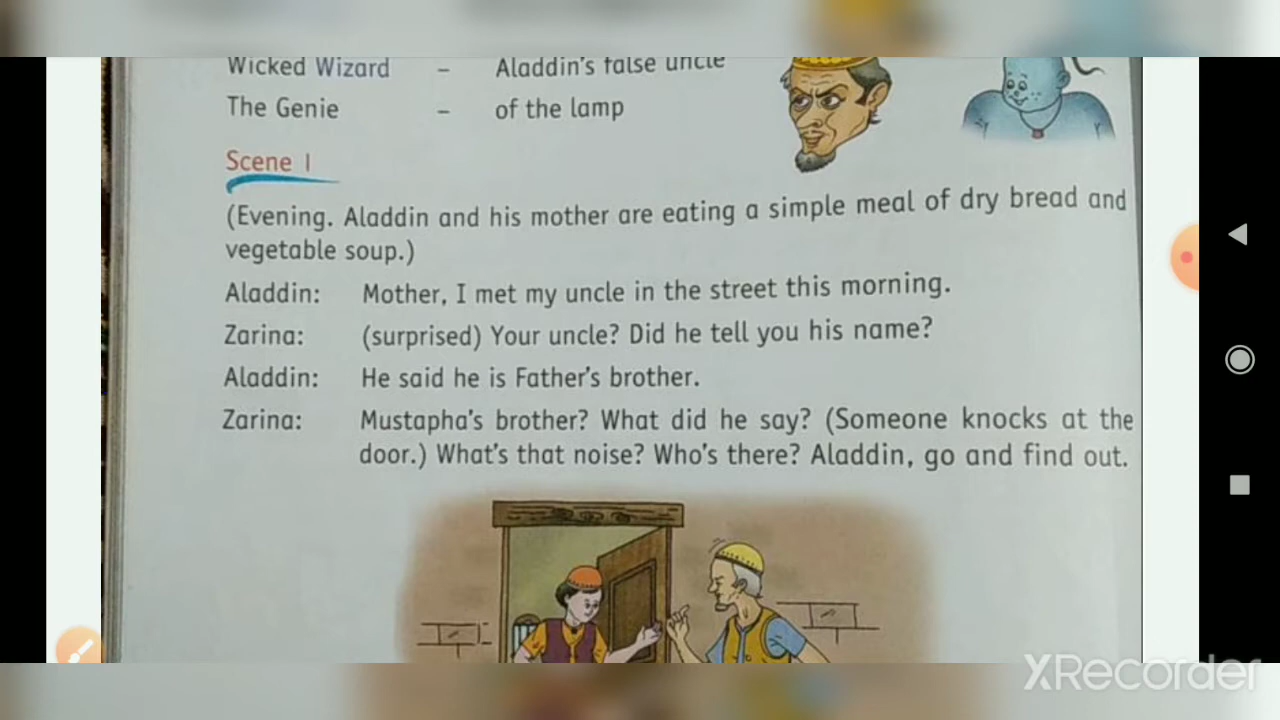 Wicked Wizard - Aladdin's false uncle
The Genie - of the lamp
Scene 1
(Evening. Aladdin and his mother are eating a simple meal of dry bread and
vegetable soup.)
Aladdin: Mother, I met my uncle in the street this morning.
Zarina: (surprised) Your uncle? Did he tell you his name?
Aladdin: He said he is Father's brother.
Zarina: Mustapha's brother? What did he say? (Someone knocks at the
door.) What's that noise? Who's there? Aladdin, go and find out.
XRecorder